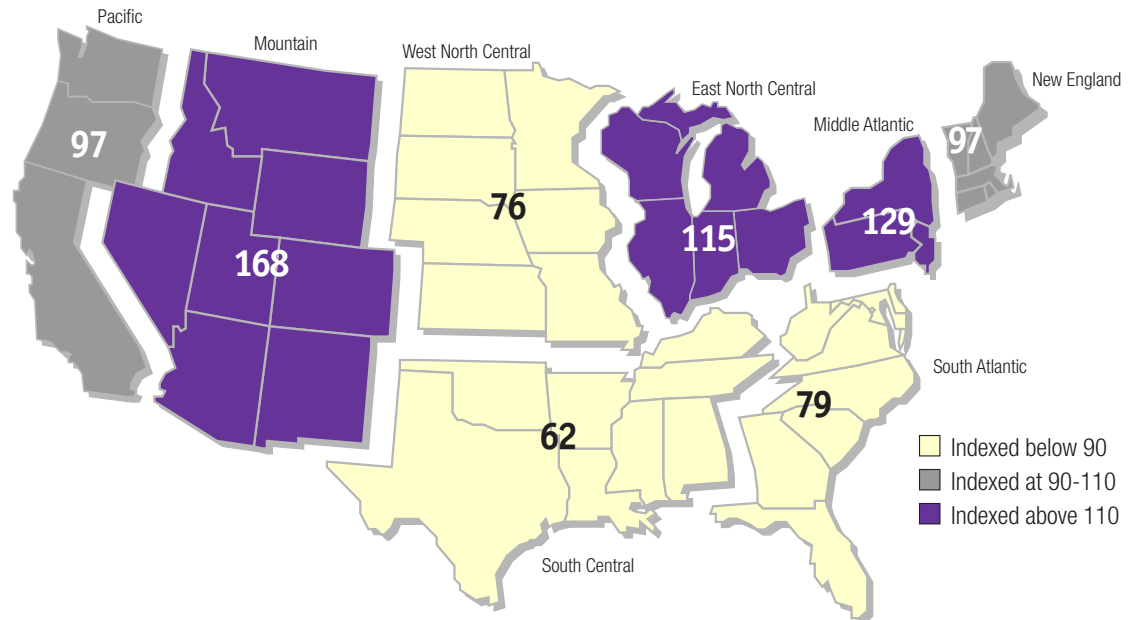 Pacific
Mountain
West North Central
East North Central
New England
Middle Atlantic
97
97
76
129
115
168
South Atlantic
79
62
Indexed below 90
Indexed at 90-110
Indexed above 110
South Central